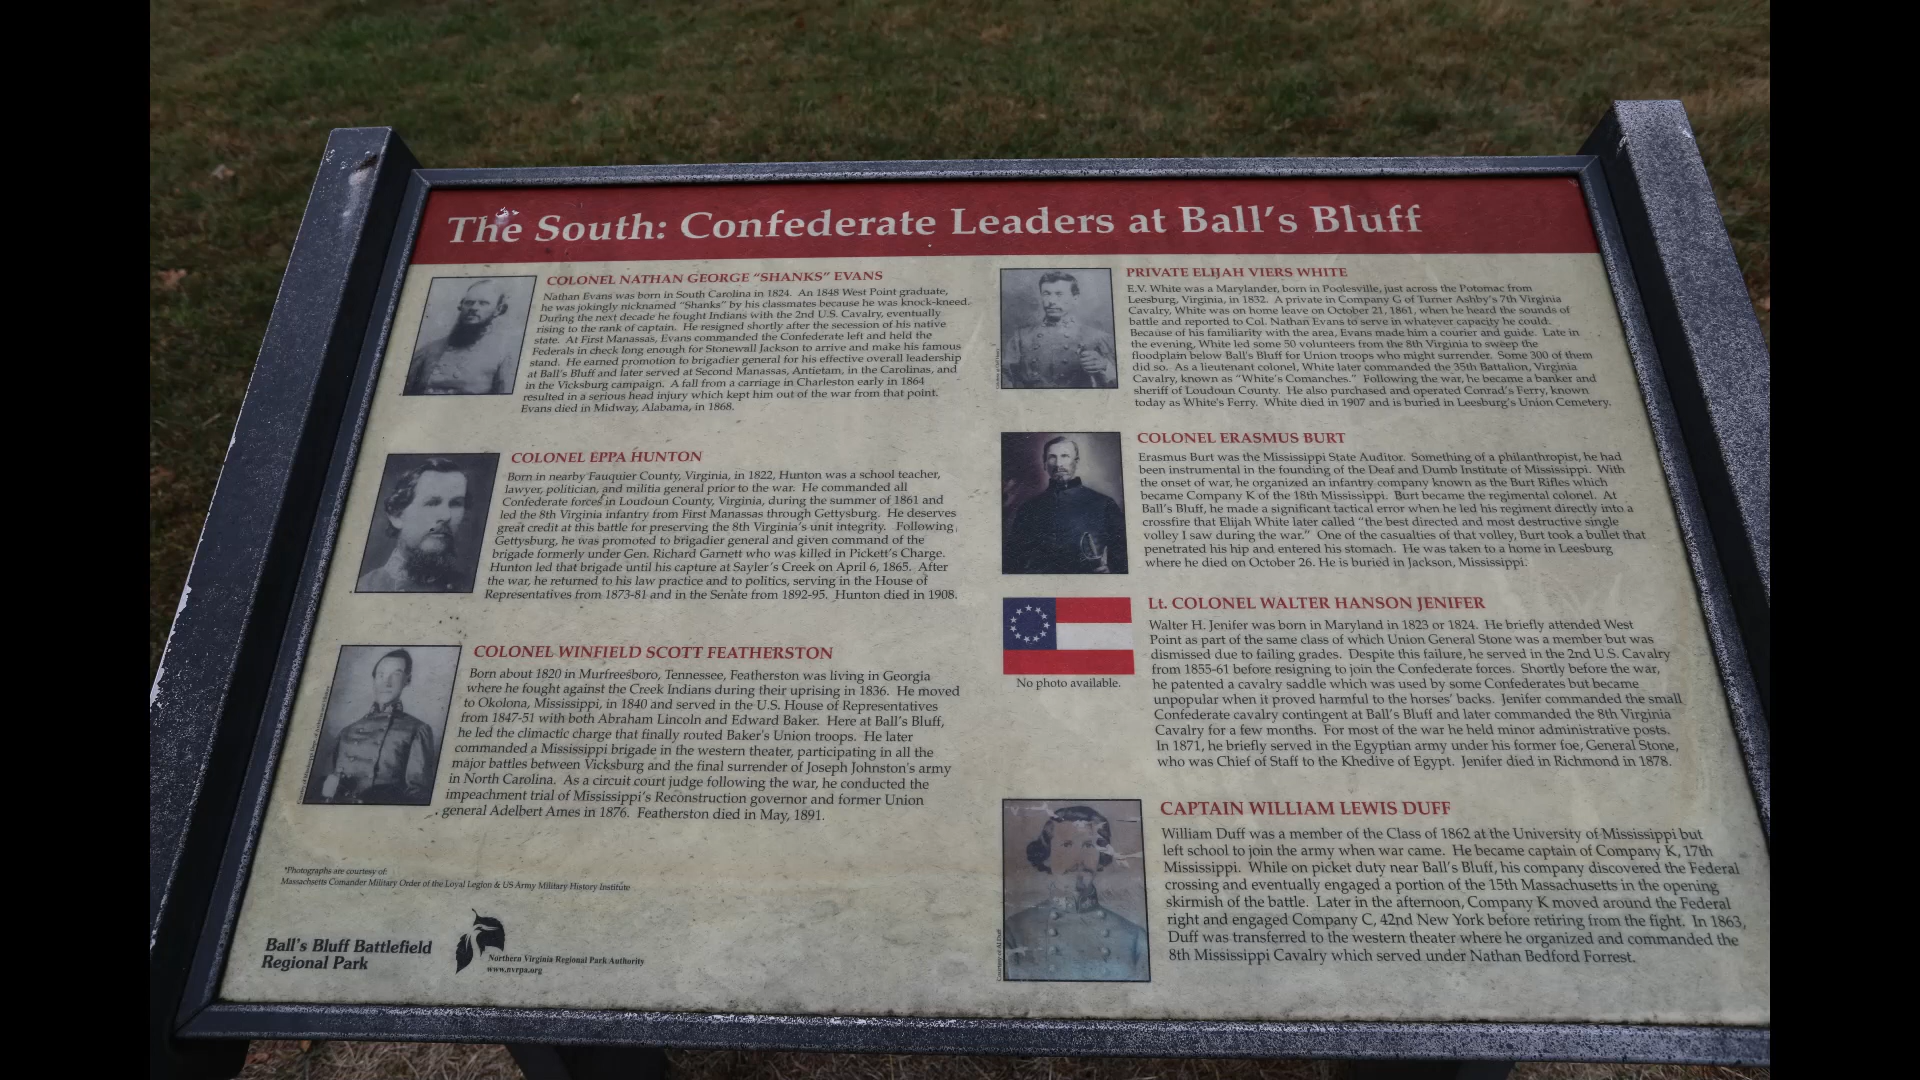 The South: Confederate Leaders at Ball's Bluff
COLONEL NATHAN GEORGE "SHANKS" EVANS
Nathan Evans was born in South Carolina in 1824. An 1848 West Point graduate,
he was jokingly nicknamed "Shanks" by his classmates because he was knock-kneed.
During the next decade he fought Indians with the 2nd U.S. Cavalry, eventually
rising to the rank of captain. He resigned shortly after the secession of his native
state. At First Manassas, Evans commanded the Confederate left and held the
Federals in check long enough for Stonewall Jackson to arrive and make his famous
stand. He earned promotion to brigadier general for his effective overall leadership
at Ball's Bluff and later served at Second Manassas, Antietam, in the Carolinas, and
in the Vicksburg campaign. A fall from a carriage in Charleston early in 1864
resulted in a serious head injury which kept him out of the war from that point.
Evans died in Midway, Alabama, in 1868.
COLONEL EPPA HUNTON
Born in nearby Fauquier County, Virginia, in 1822, Hunton was a school teacher,
lawyer, politician, and militia general prior to the war. He commanded all
Confederate forces in Loudoun County, Virginia, during the summer of 1861 and
led the 8th Virginia infantry from First Manassas through Gettysburg. He deserves
great credit at this battle for preserving the 8th Virginia's unit integrity. Following
Gettysburg, he was promoted to brigadier general and given command of the
brigade formerly under Gen. Richard Garnett who was killed in Pickett's Charge.
Hunton led that brigade until his capture at Sayler's Creek on April 6, 1865. After
the war, he returned to his law practice and to politics, serving in the House of
Representatives from 1873-81 and in the Senate from 1892-95. Hunton died in 1908.
COLONEL WINFIELD SCOTT FEATHERSTON
Born about 1820 in Murfreesboro, Tennessee, Featherston was living in Georgia
where he fought against the Creek Indians during their uprising in 1836. He moved
to Okolona, Mississippi, in 1840 and served in the U.S. House of Representatives
from 1847-51 with both Abraham Lincoln and Edward Baker. Here at Ball's Bluff,
he led the climactic charge that finally routed Baker's Union troops. He later
commanded a Mississippi brigade in the western theater, participating in all the
major battles between Vicksburg and the final surrender of Joseph Johnston's army
in North Carolina. As a circuit court judge following the war, he conducted the
impeachment trial of Mississippi's Reconstruction governor and former Union
general Adelbert Ames in 1876. Featherston died in May, 1891.
*Photographs are courtesy of:
Massachsetts Comander Military Order of the Loyal Legion & US Army Military History Institute
Ball's Bluff Battlefield
Regional Park
Northern Virginia Regional Park Authority
www.nvrpa.org
PRIVATE ELIJAH VIERS WHITE
E.V. White was a Marylander, born in Poolesville, just across the Potomac from
Leesburg, Virginia, in 1832. A private in Company G of Turner Ashby's 7th Virginia
Cavalry, White was on home leave on October 21, 1861, when he heard the sounds of
battle and reported to Col. Nathan Evans to serve in whatever capacity he could.
Because of his familiarity with the area, Evans made him a courier and guide. Late in
the evening, White led some 50 volunteers from the 8th Virginia to sweep the
floodplain below Ball's Bluff for Union troops who might surrender. Some 300 of them
did so. As a lieutenant colonel, White later commanded the 35th Battalion, Virginia
Cavalry, known as "White's Comanches." Following the war, he became a banker and
sheriff of Loudoun County. He also purchased and operated Conrad's Ferry, known
today as White's Ferry. White died in 1907 and is buried in Leesburg's Union Cemetery.
COLONEL ERASMUS BURT
Erasmus Burt was the Mississippi State Auditor. Something of a philanthropist, he had
been instrumental in the founding of the Deaf and Dumb Institute of Mississippi. With
the onset of war, he organized an infantry company known as the Burt Rifles which
became Company K of the 18th Mississippi. Burt became the regimental colonel. At
Ball's Bluff, he made a significant tactical error when he led his regiment directly into a
crossfire that Elijah White later called "the best directed and most destructive single
volley I saw during the war." One of the casualties of that volley, Burt took a bullet that
penetrated his hip and entered his stomach. He was taken to a home in Leesburg
where he died on October 26. He is buried in Jackson, Mississippi.
No photo available.
Lt. COLONEL WALTER HANSON JENIFER
Walter H. Jenifer was born in Maryland in 1823 or 1824. He briefly attended West
Point as part of the same class of which Union General Stone was a member but was
dismissed due to failing grades. Despite this failure, he served in the 2nd U.S. Cavalry
from 1855-61 before resigning to join the Confederate forces. Shortly before the war,
he patented a cavalry saddle which was used by some Confederates but became
unpopular when it proved harmful to the horses' backs. Jenifer commanded the small
Confederate cavalry contingent at Ball's Bluff and later commanded the 8th Virginia
Cavalry for a few months. For most of the war he held minor administrative posts.
In 1871, he briefly served in the Egyptian army under his former foe, General Stone,
who was Chief of Staff to the Khedive of Egypt. Jenifer died in Richmond in 1878.
CAPTAIN WILLIAM LEWIS DUFF
William Duff was a member of the Class of 1862 at the University of Mississippi but
left school to join the army when war came. He became captain of Company K, 17th
Mississippi. While on picket duty near Ball's Bluff, his company discovered the Federal
crossing and eventually engaged a portion of the 15th Massachusetts in the opening
skirmish of the battle. Later in the afternoon, Company K moved around the Federal
right and engaged Company C, 42nd New York before retiring from the fight. In 1863,
Duff was transferred to the western theater where he organized and commanded the
8th Mississippi Cavalry which served under Nathan Bedford Forrest.